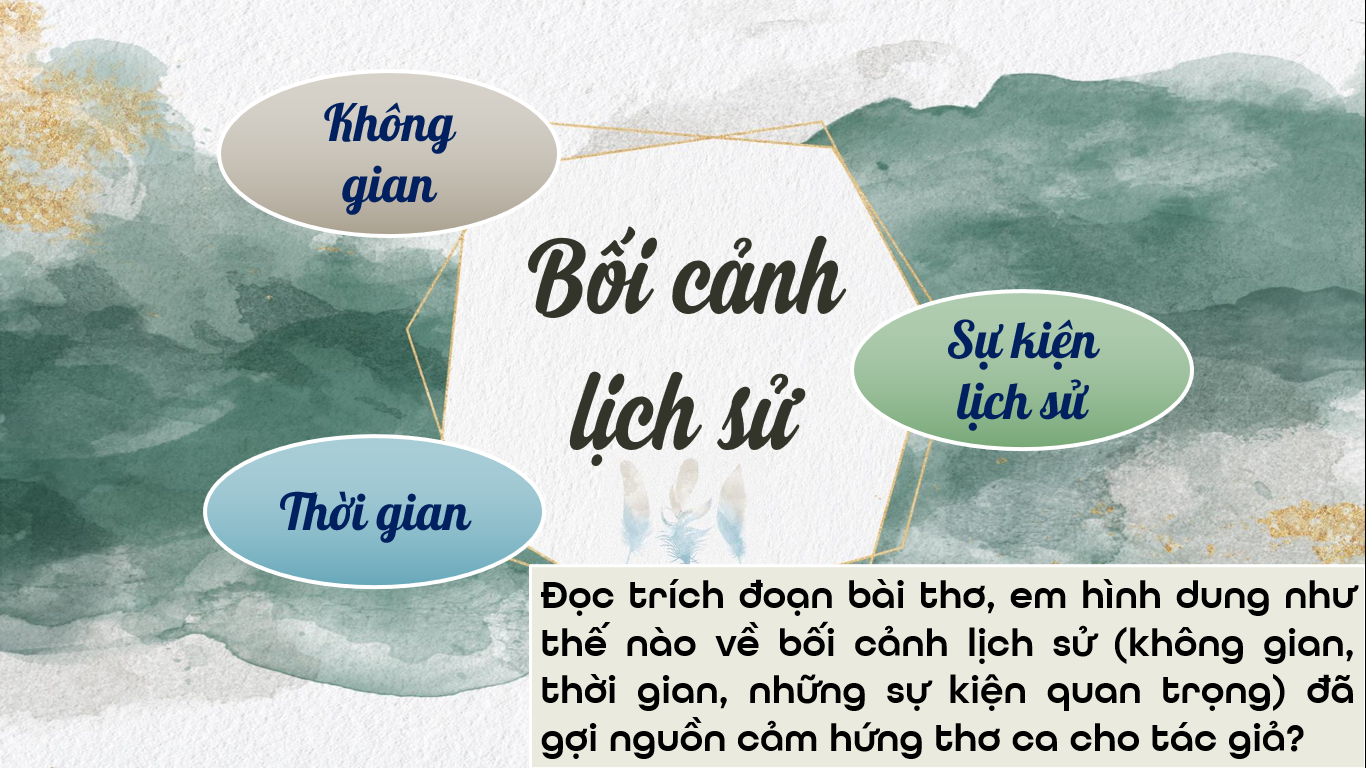 Không
gian
Bối cảnh
lịch sử
Sự kiện
lịch sử
Thời gian
Đọc trích đoạn bài thơ, em hình dung như
thế nào về bối cảnh lịch sử (không gian,
thời gian, những sự kiện quan trọng) đã
gợi nguồn cảm hứng thơ ca cho tác giả?